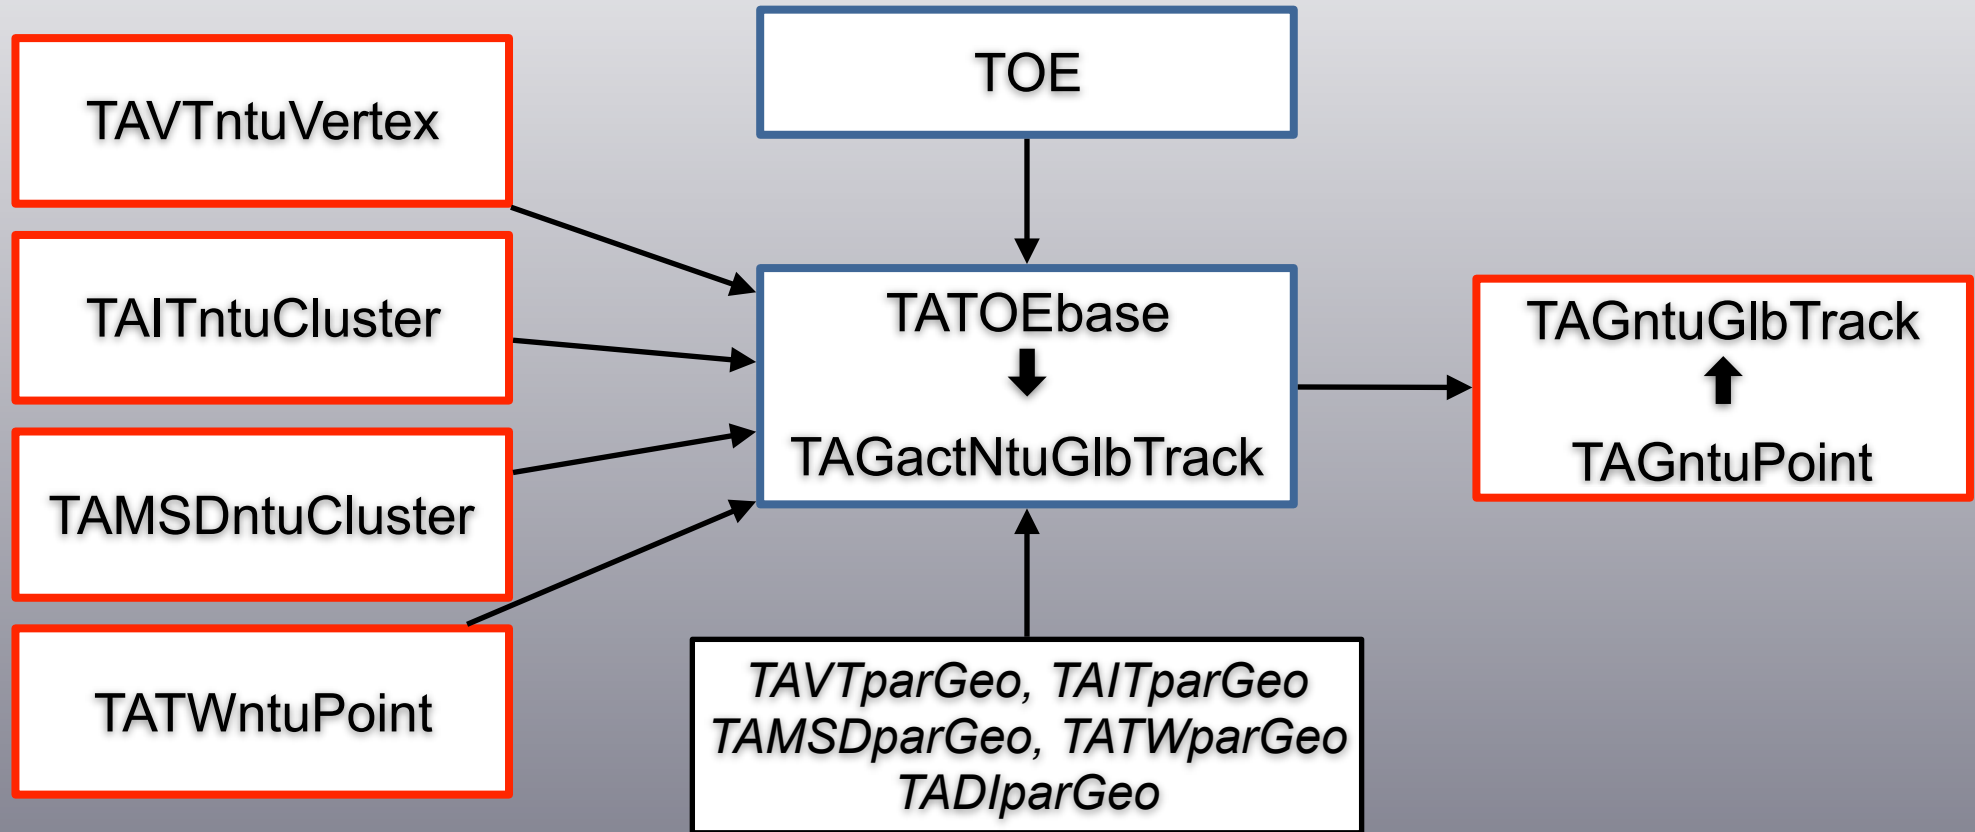 TAVTntuVertex
TAITntuCluster
TAMSDntuCluster
TATWntuPoint
TOE
TATOEbase
TAGactNtuGlbTrack
TAVTparGeo, TAITparGeo
TAMSDparGeo, TATWparGeo
TADIparGeo
TAGntuGlbTrack
TAGntuPoint